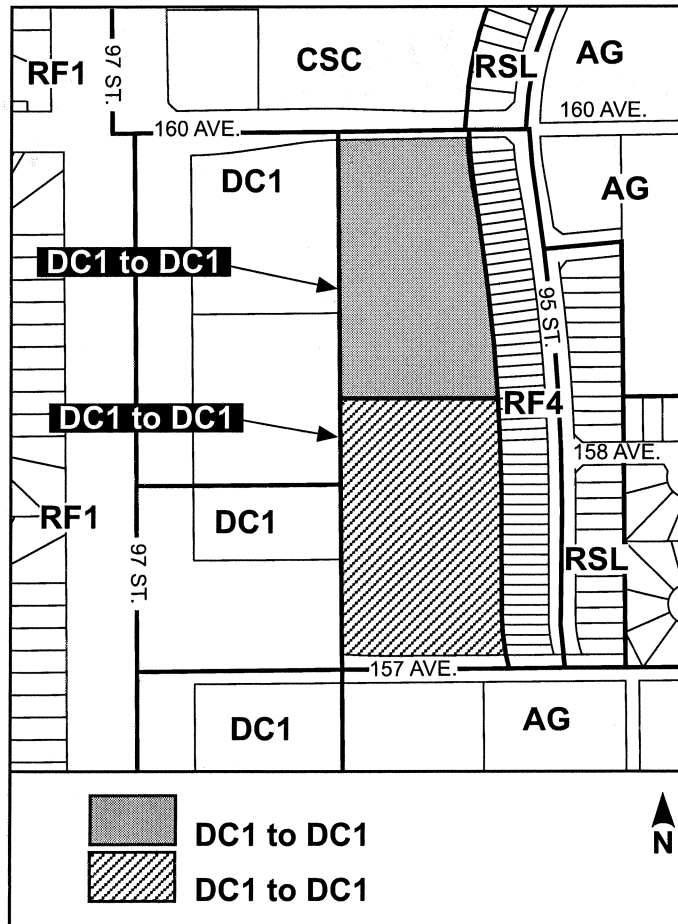 97 ST.
CSC
RSL
AG
RF1
160 AVE.
160 AVE.
DC1
AG
DC1 to DC1
95 ST.
DC1 to DC1
RF4
158 AVE.
RF1
DC1
97 ST.
RSL
157 AVE.
DC1
AG
DC1 to DC1
N
DC1 to DC1